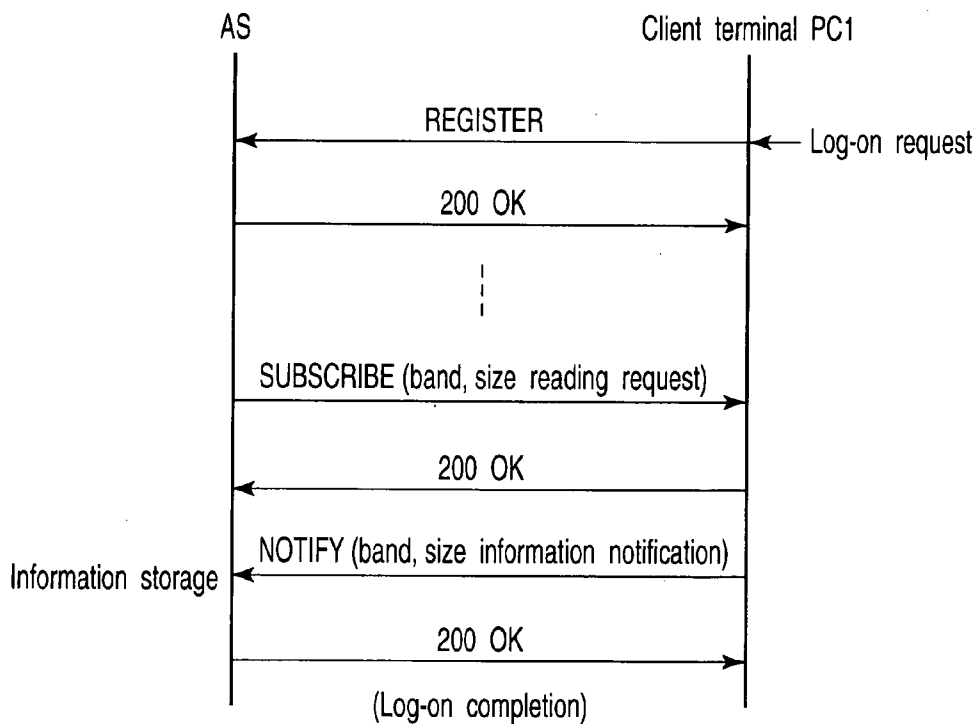 AS
Client terminal PC1
REGISTER
Log-on request
200 OK
SUBSCRIBE (band, size reading request)
200 OK
NOTIFY (band, size information notification)
Information storage
200 OK
(Log-on completion)